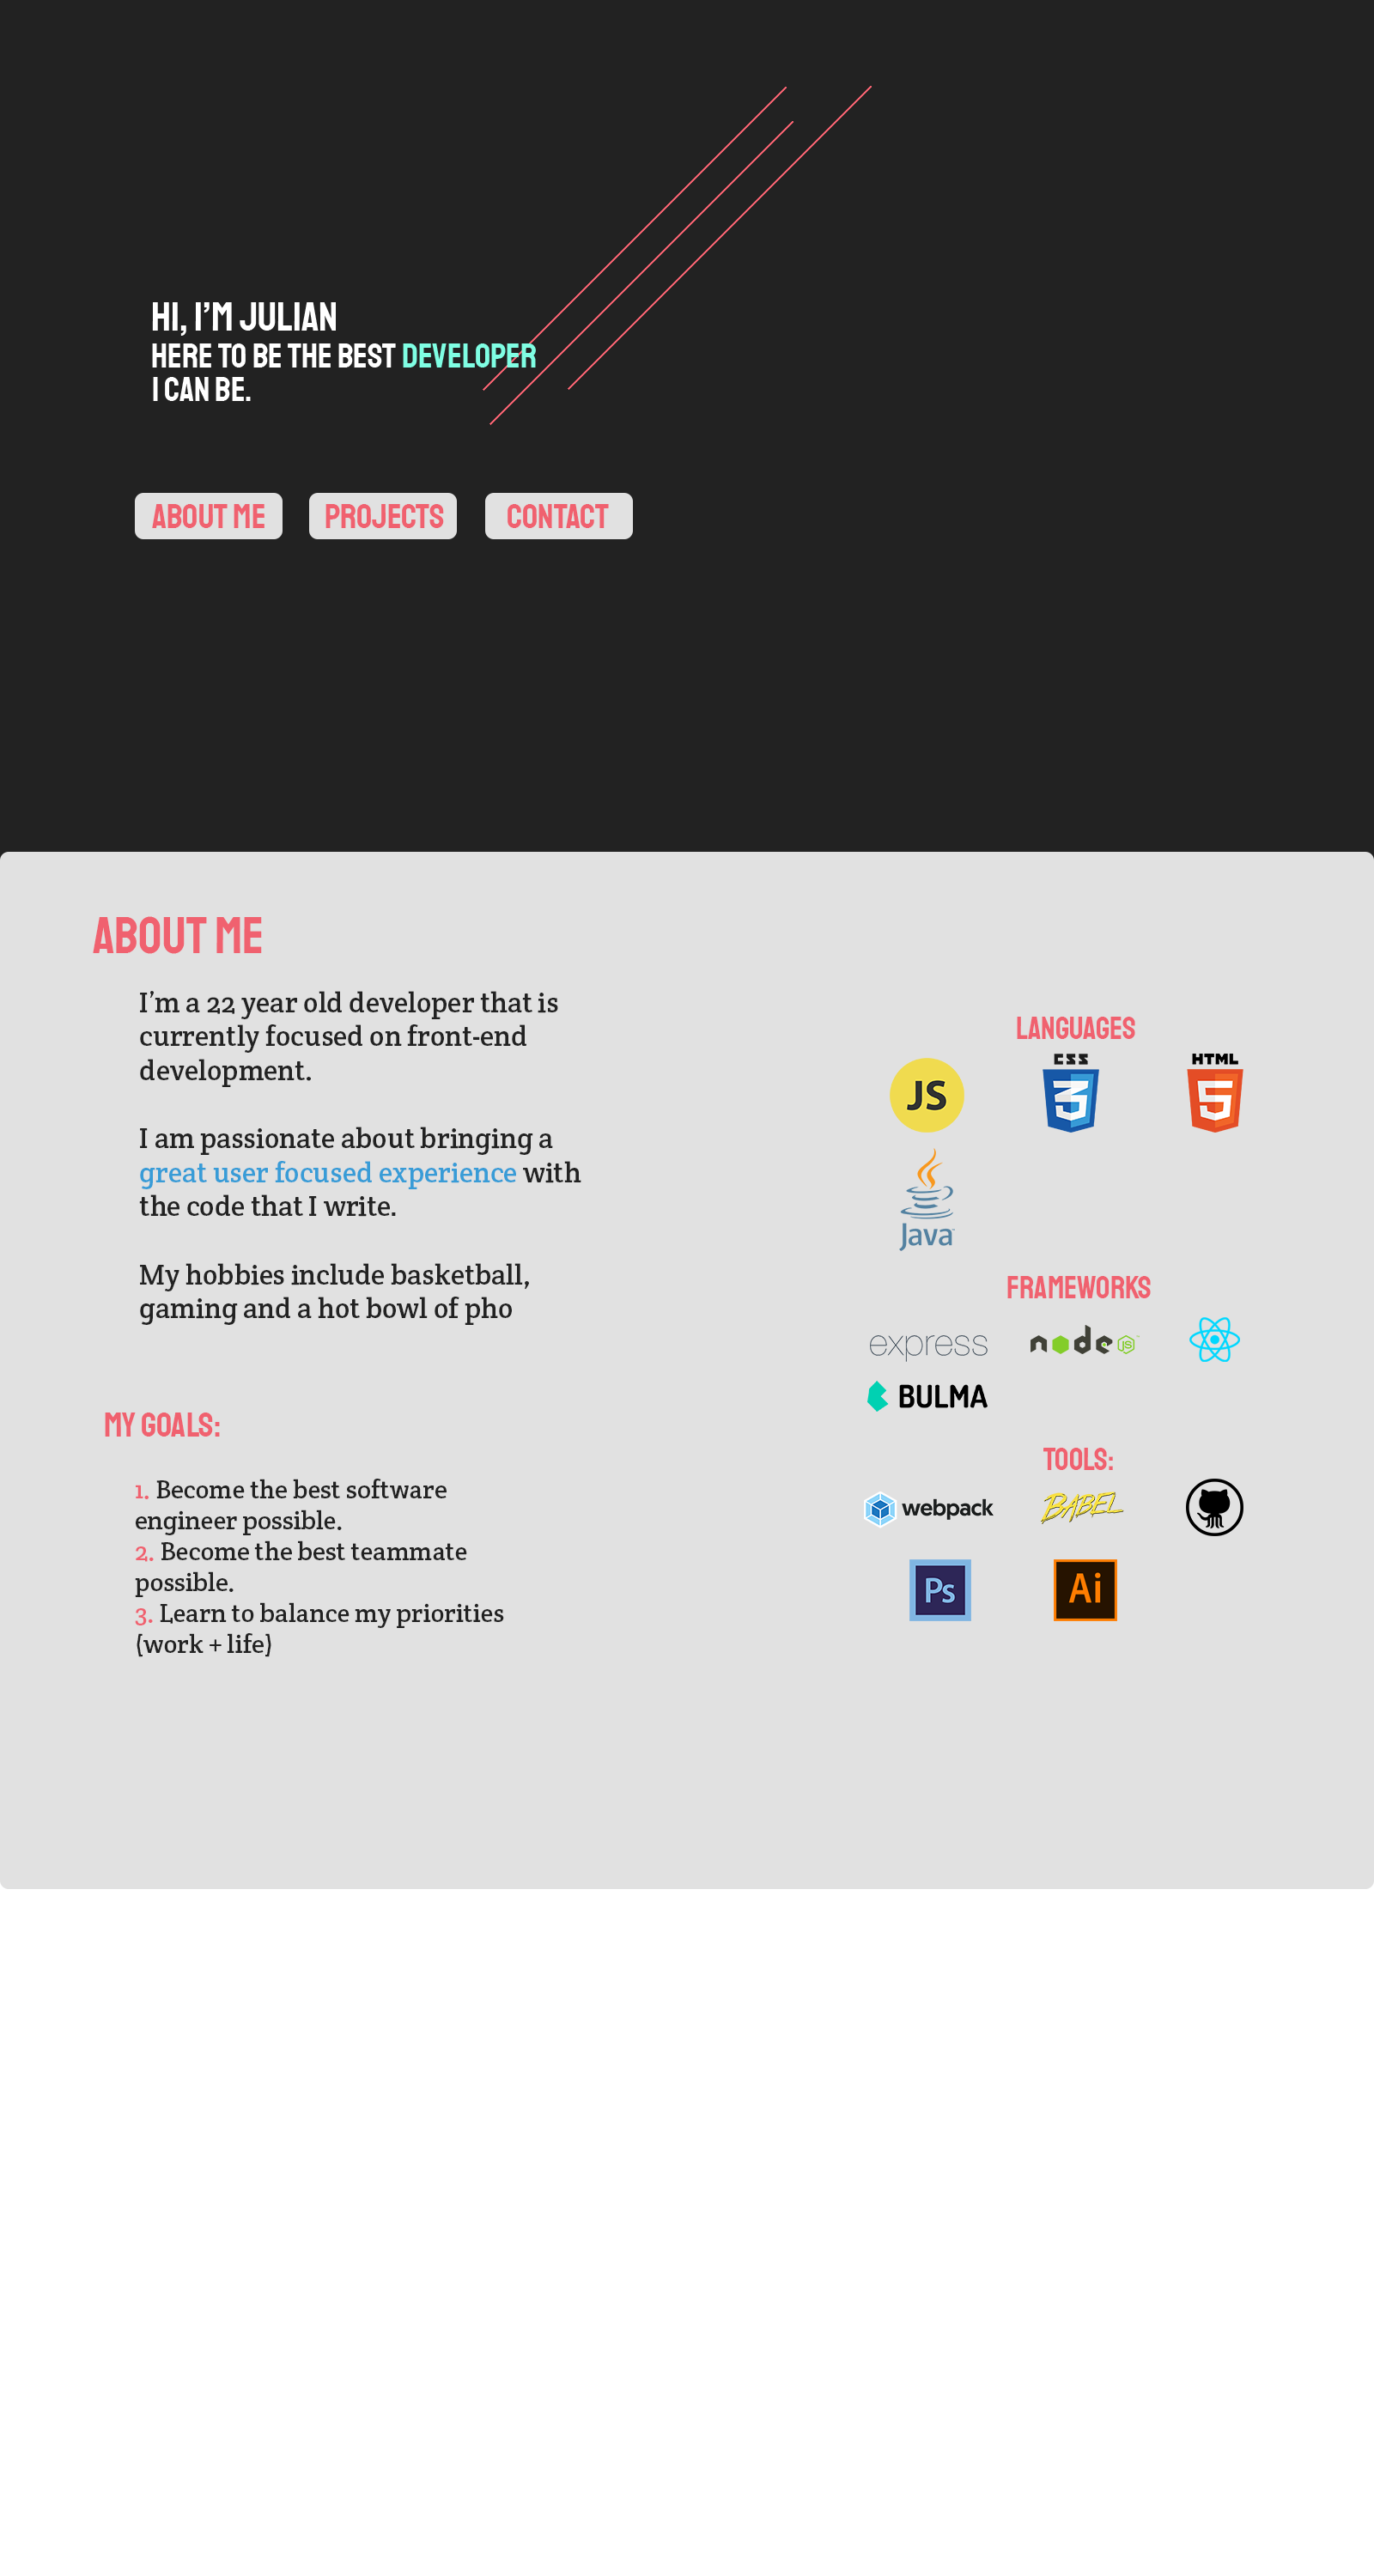 HI, I'M JULIAN
HERE TO BE THE BEST DEVELOPER
I CAN BE.
ABOUT ME
PROJECTS
CONTACT
ABOUT ME
I'm a 22 year old developer that is
currently focused on front-end
development.
I am passionate about bringing a
great user focused experience with
the code that I write.
My hobbies include basketball,
gaming and a hot bowl of pho
MY GOALS:
1. Become the best software
engineer possible.
2. Become the best teammate
possible.
3. Learn to balance my priorities
(work + life)
LANGUAGES
JS
CSS
3
HTML
5
Java
FRAMEWORKS
express
node
JS
BULMA
TOOLS:
webpack
BABEL
Ps
Ai